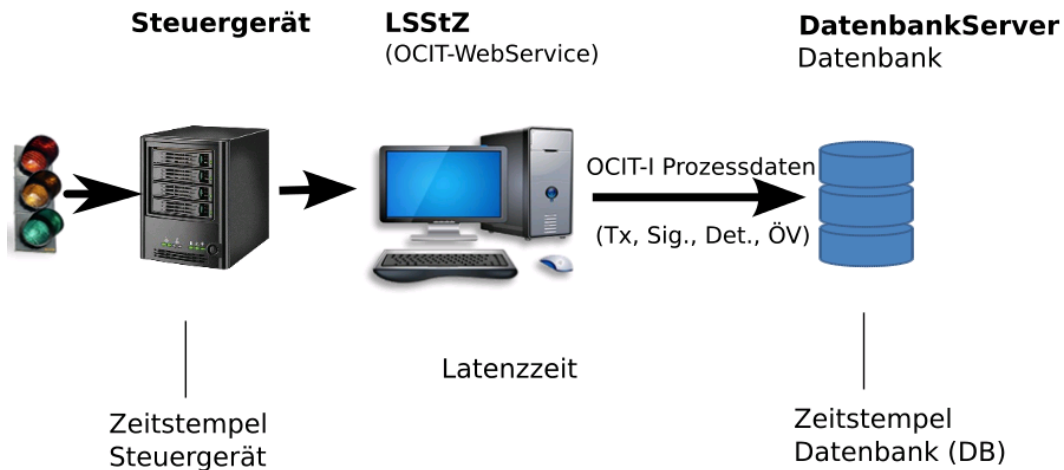 Steuergerät
LSStZ
(OCIT-WebService)
DatenbankServer
Datenbank
OCIT-I Prozessdaten
(Tx, Sig., Det., ÖV)
Latenzzeit
Zeitstempel
Steuergerät
Zeitstempel
Datenbank (DB)